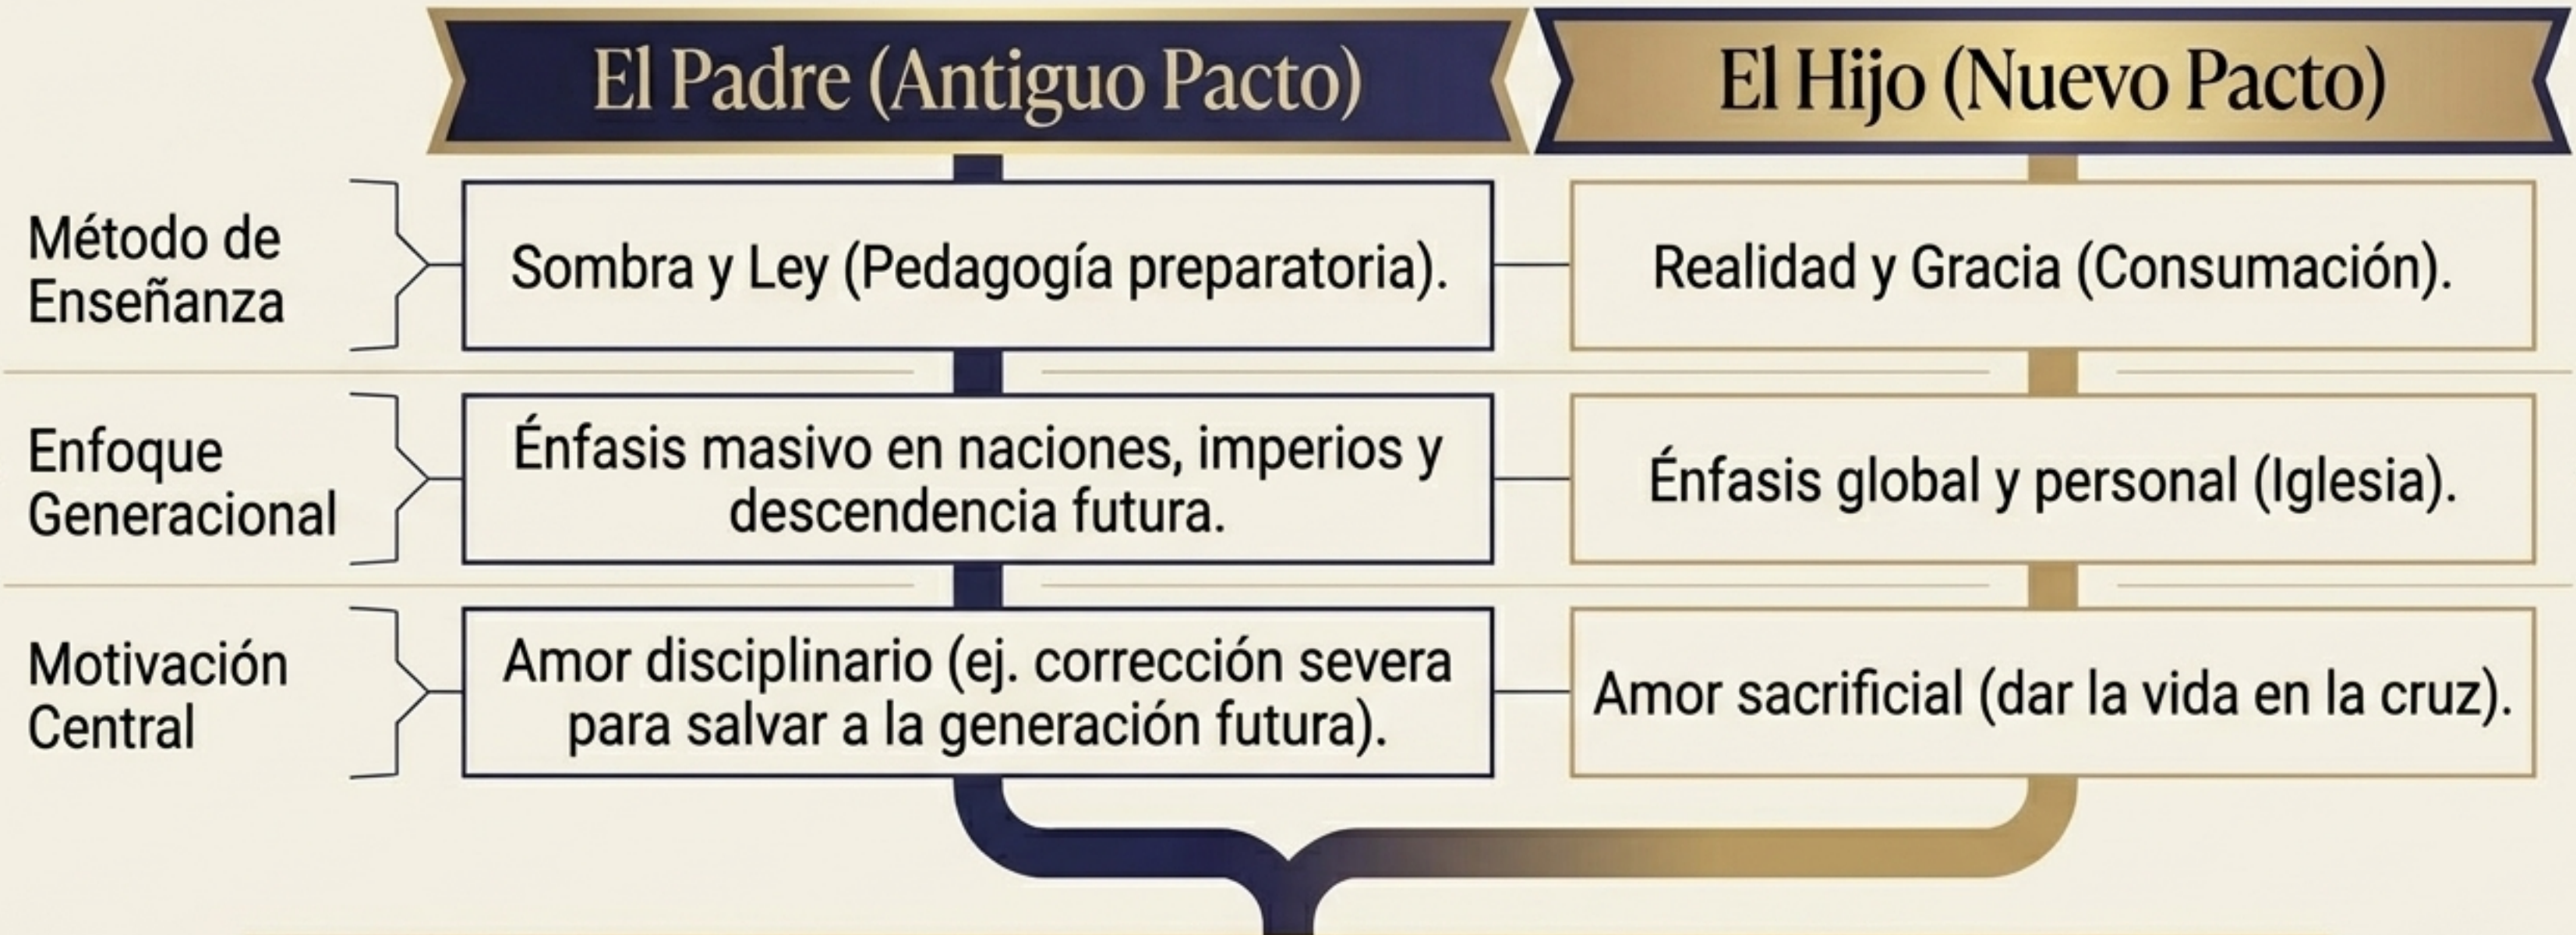 El Padre (Antiguo Pacto)
El Hijo (Nuevo Pacto)
Método de
Enseñanza
Sombra y Ley (Pedagogía preparatoria).
Realidad y Gracia (Consumación).
Enfoque
Generacional
Énfasis masivo en naciones, imperios y
descendencia futura.
Énfasis global y personal (Iglesia).
Motivación
Central
Amor disciplinario (ej. corrección severa
para salvar a la generación futura).
Amor sacrificial (dar la vida en la cruz).